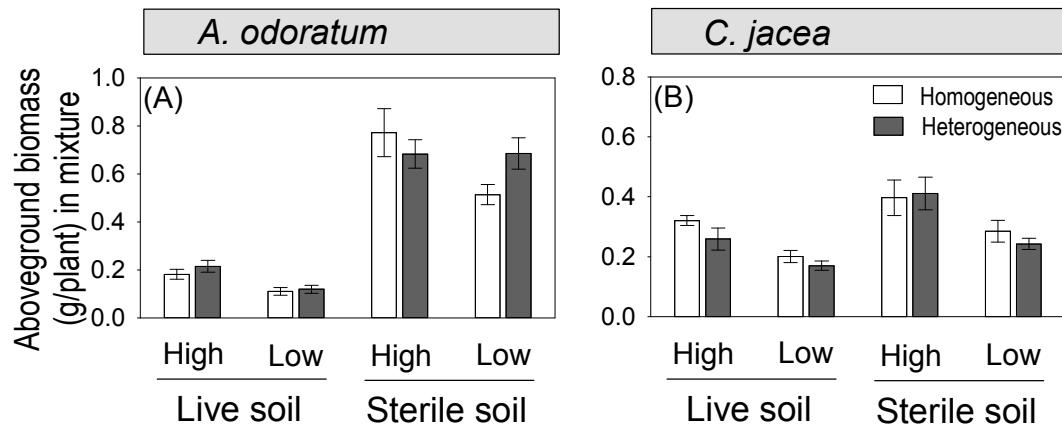 A. odoratum
C. jacea
Aboveground biomass
(g/plant) in mixture
(A)
1.0
0.8
0.6
0.4
0.2
0.0
High Low High Low
Live soil Sterile soil
(B)
0.8
0.6
0.4
0.2
0.0
Homogeneous
Heterogeneous
High Low High Low
Live soil Sterile soil